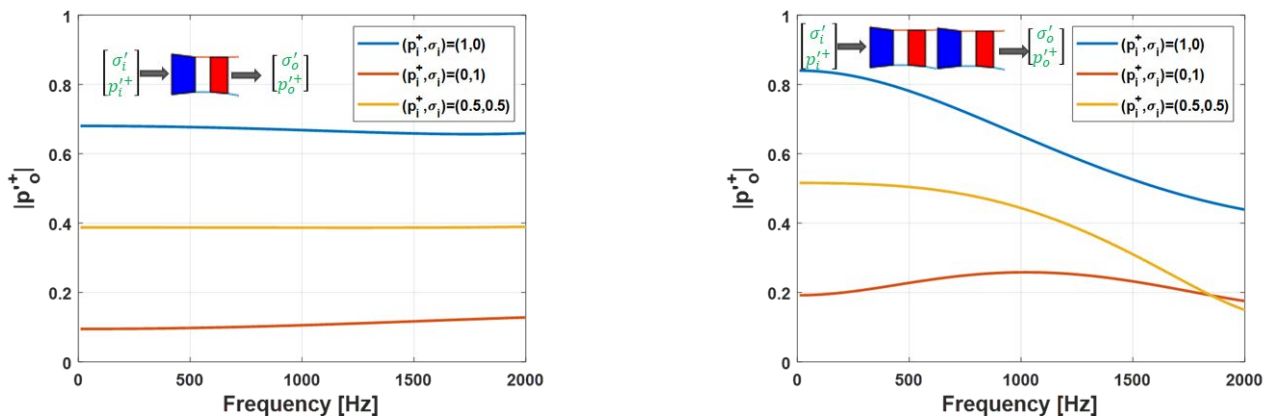 1
0.8
0.6
0.4
0.2
0
|p'⁺ₒ|
0 500 1000 1500 2000
Frequency [Hz]
σ'ᵢ
p'ᵢ⁺
σ'ₒ
p'ₒ⁺
(pᵢ⁺,σᵢ)=(1,0)
(pᵢ⁺,σᵢ)=(0,1)
(pᵢ⁺,σᵢ)=(0.5,0.5)
1
0.8
0.6
0.4
0.2
0
|p'⁺ₒ|
0 500 1000 1500 2000
Frequency [Hz]
σ'ᵢ
p'ᵢ⁺
σ'ₒ
p'ₒ⁺
(pᵢ⁺,σᵢ)=(1,0)
(pᵢ⁺,σᵢ)=(0,1)
(pᵢ⁺,σᵢ)=(0.5,0.5)